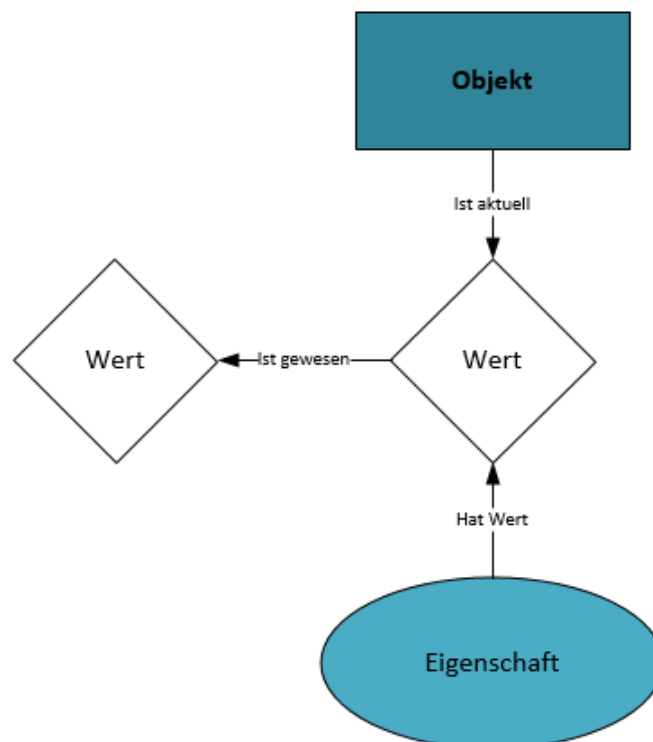 Objekt
Ist aktuell
Wert
Ist gewesen
Wert
Hat Wert
Eigenschaft